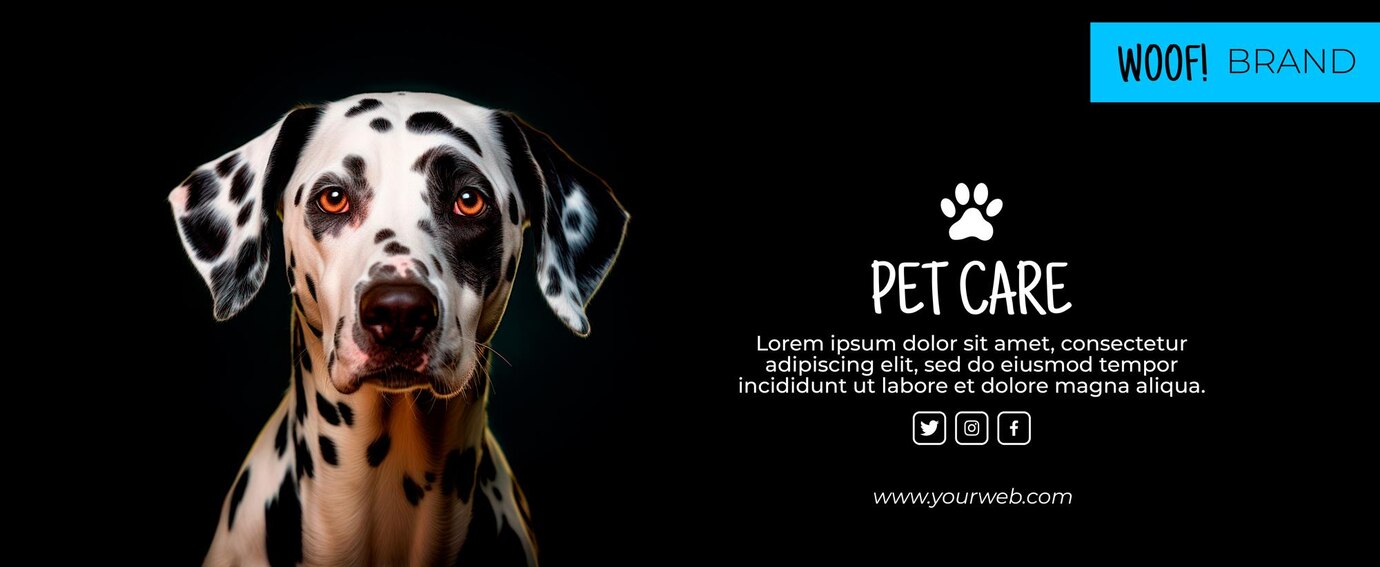 WOOF! BRAND
PET CARE
Lorem ipsum dolor sit amet, consectetur
adipiscing elit, sed do eiusmod tempor
incididunt ut labore et dolore magna aliqua.
www.yourweb.com